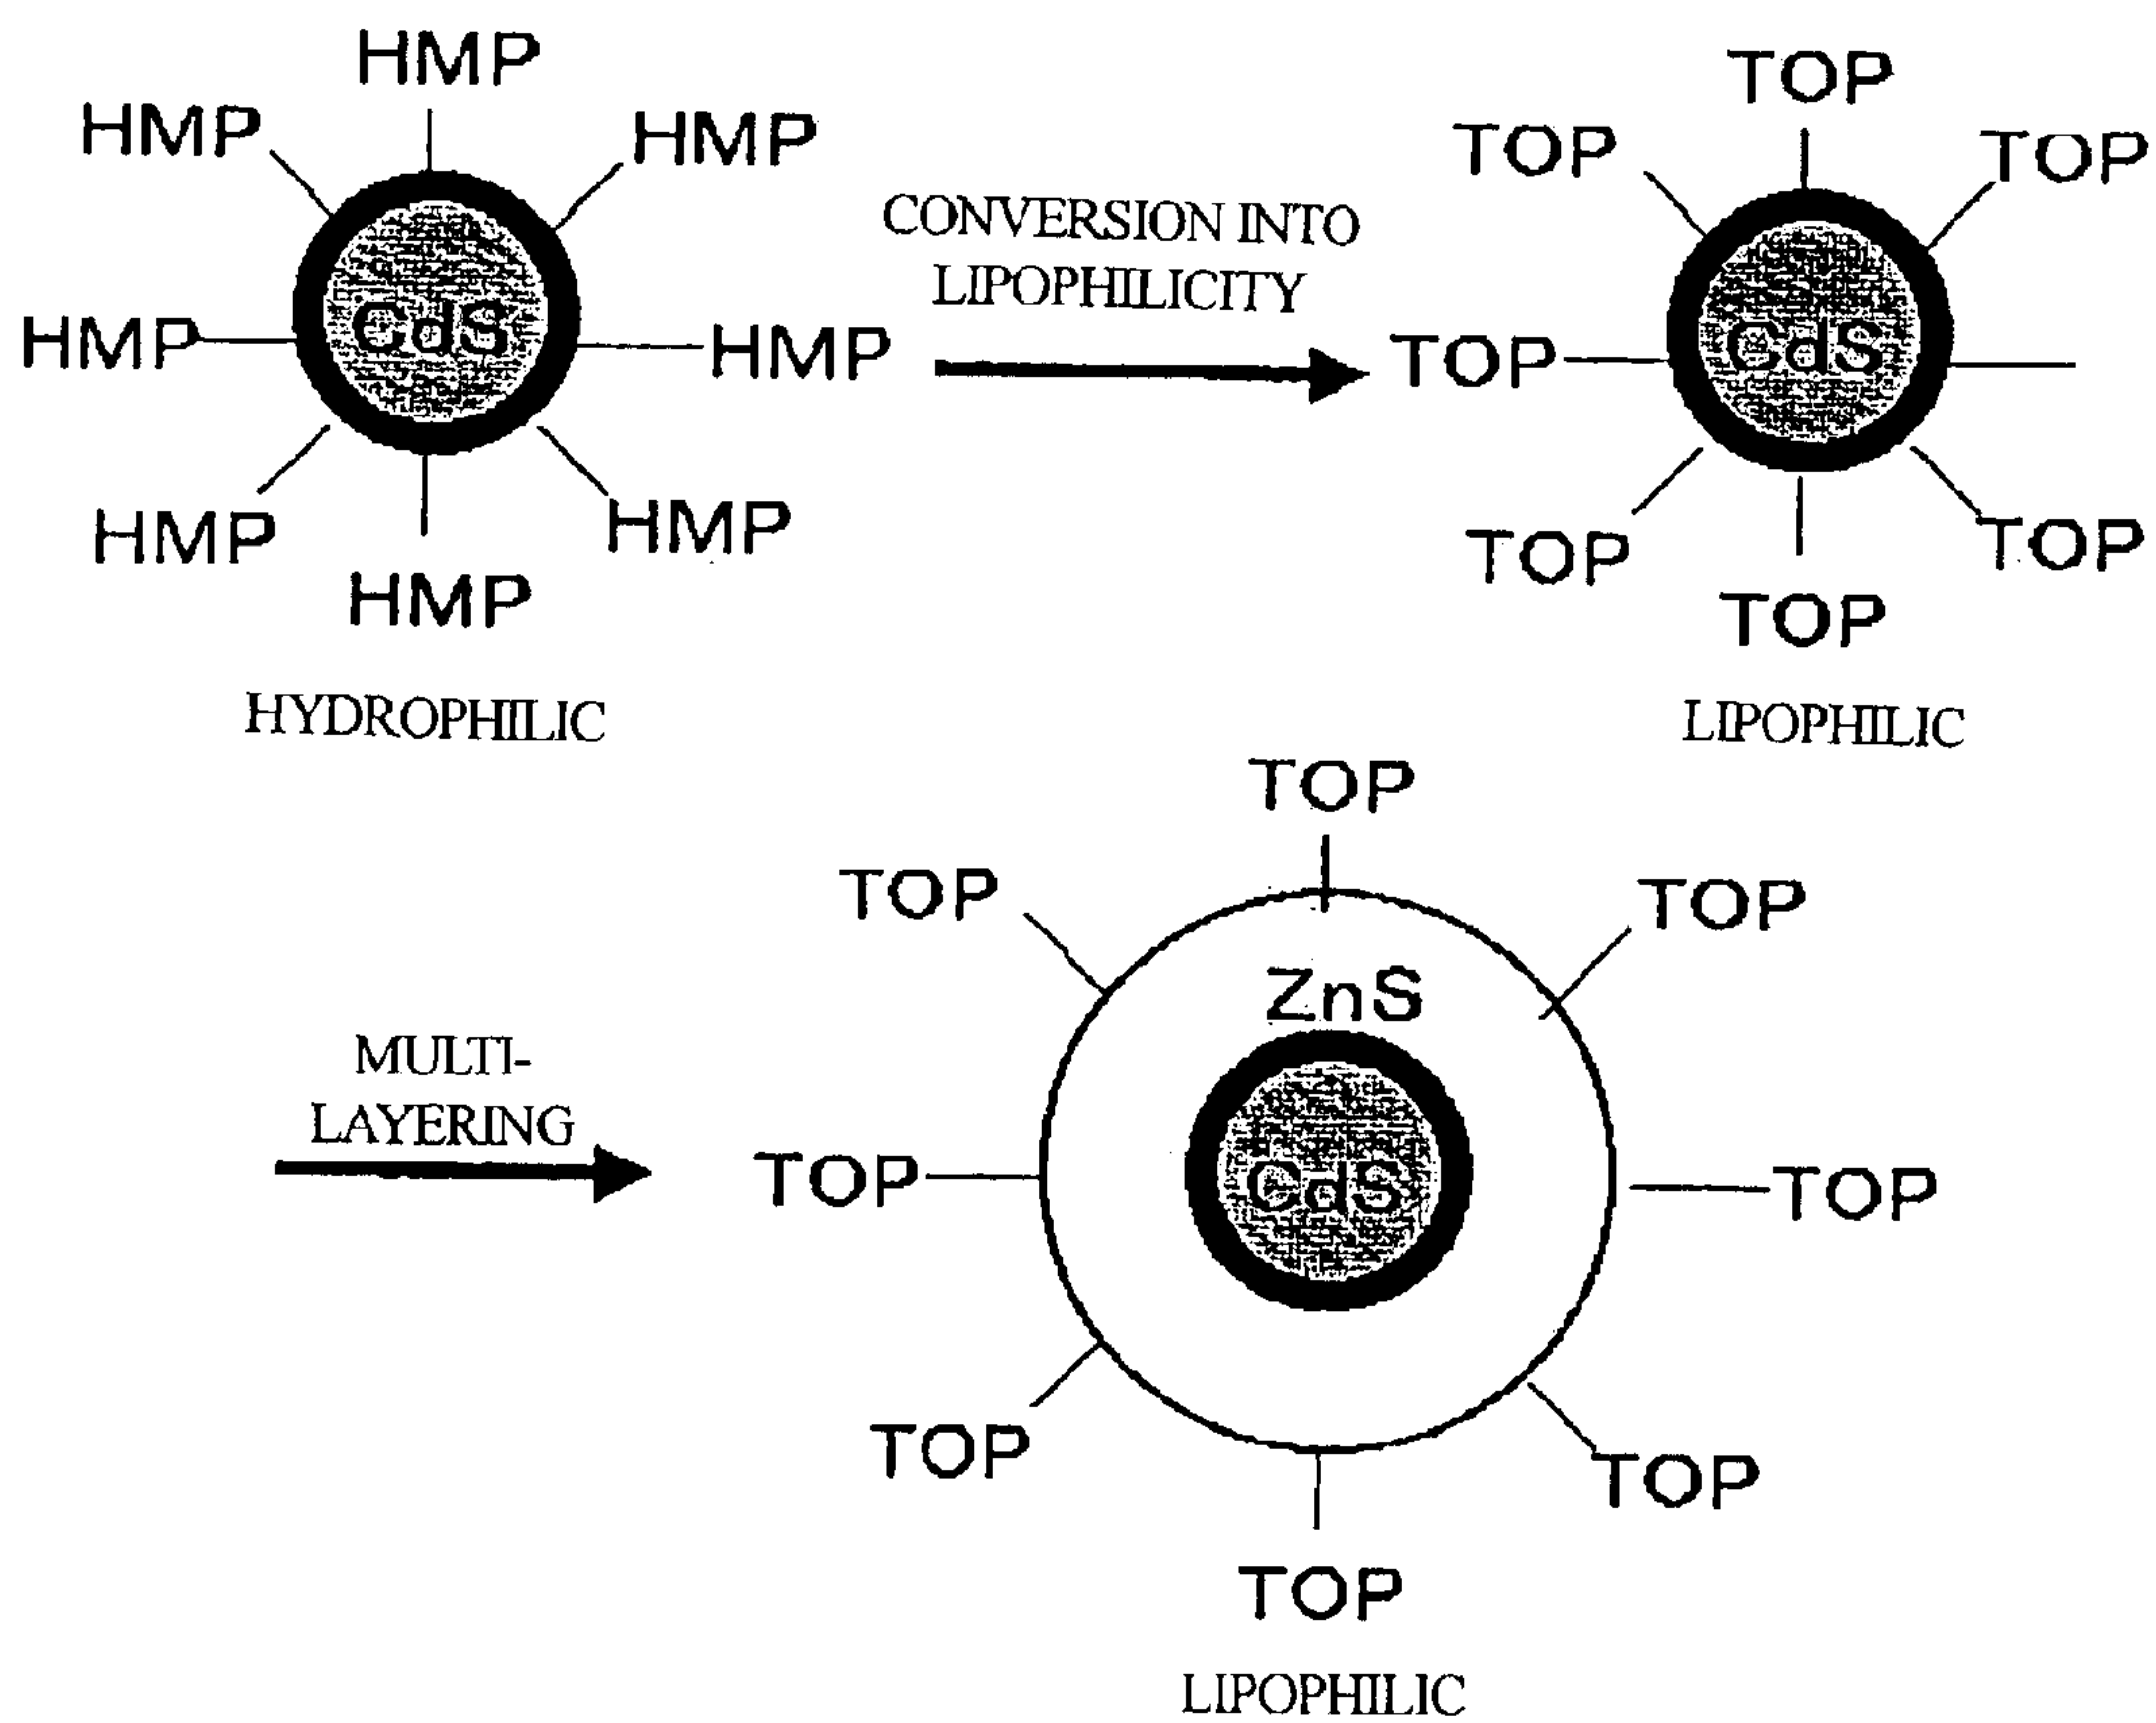 HMP
HMP
HMP
CdS
HMP
HMP
HMP
HMP
HMP
HYDROPHILIC
CONVERSION INTO
LIPOPHILICITY
TOP
TOP
TOP
CdS
TOP
TOP
TOP
TOP
LIPOPHILIC
MULTI-
LAYERING
TOP
TOP
TOP
ZnS
CdS
TOP
TOP
TOP
TOP
TOP
LIPOPHILIC